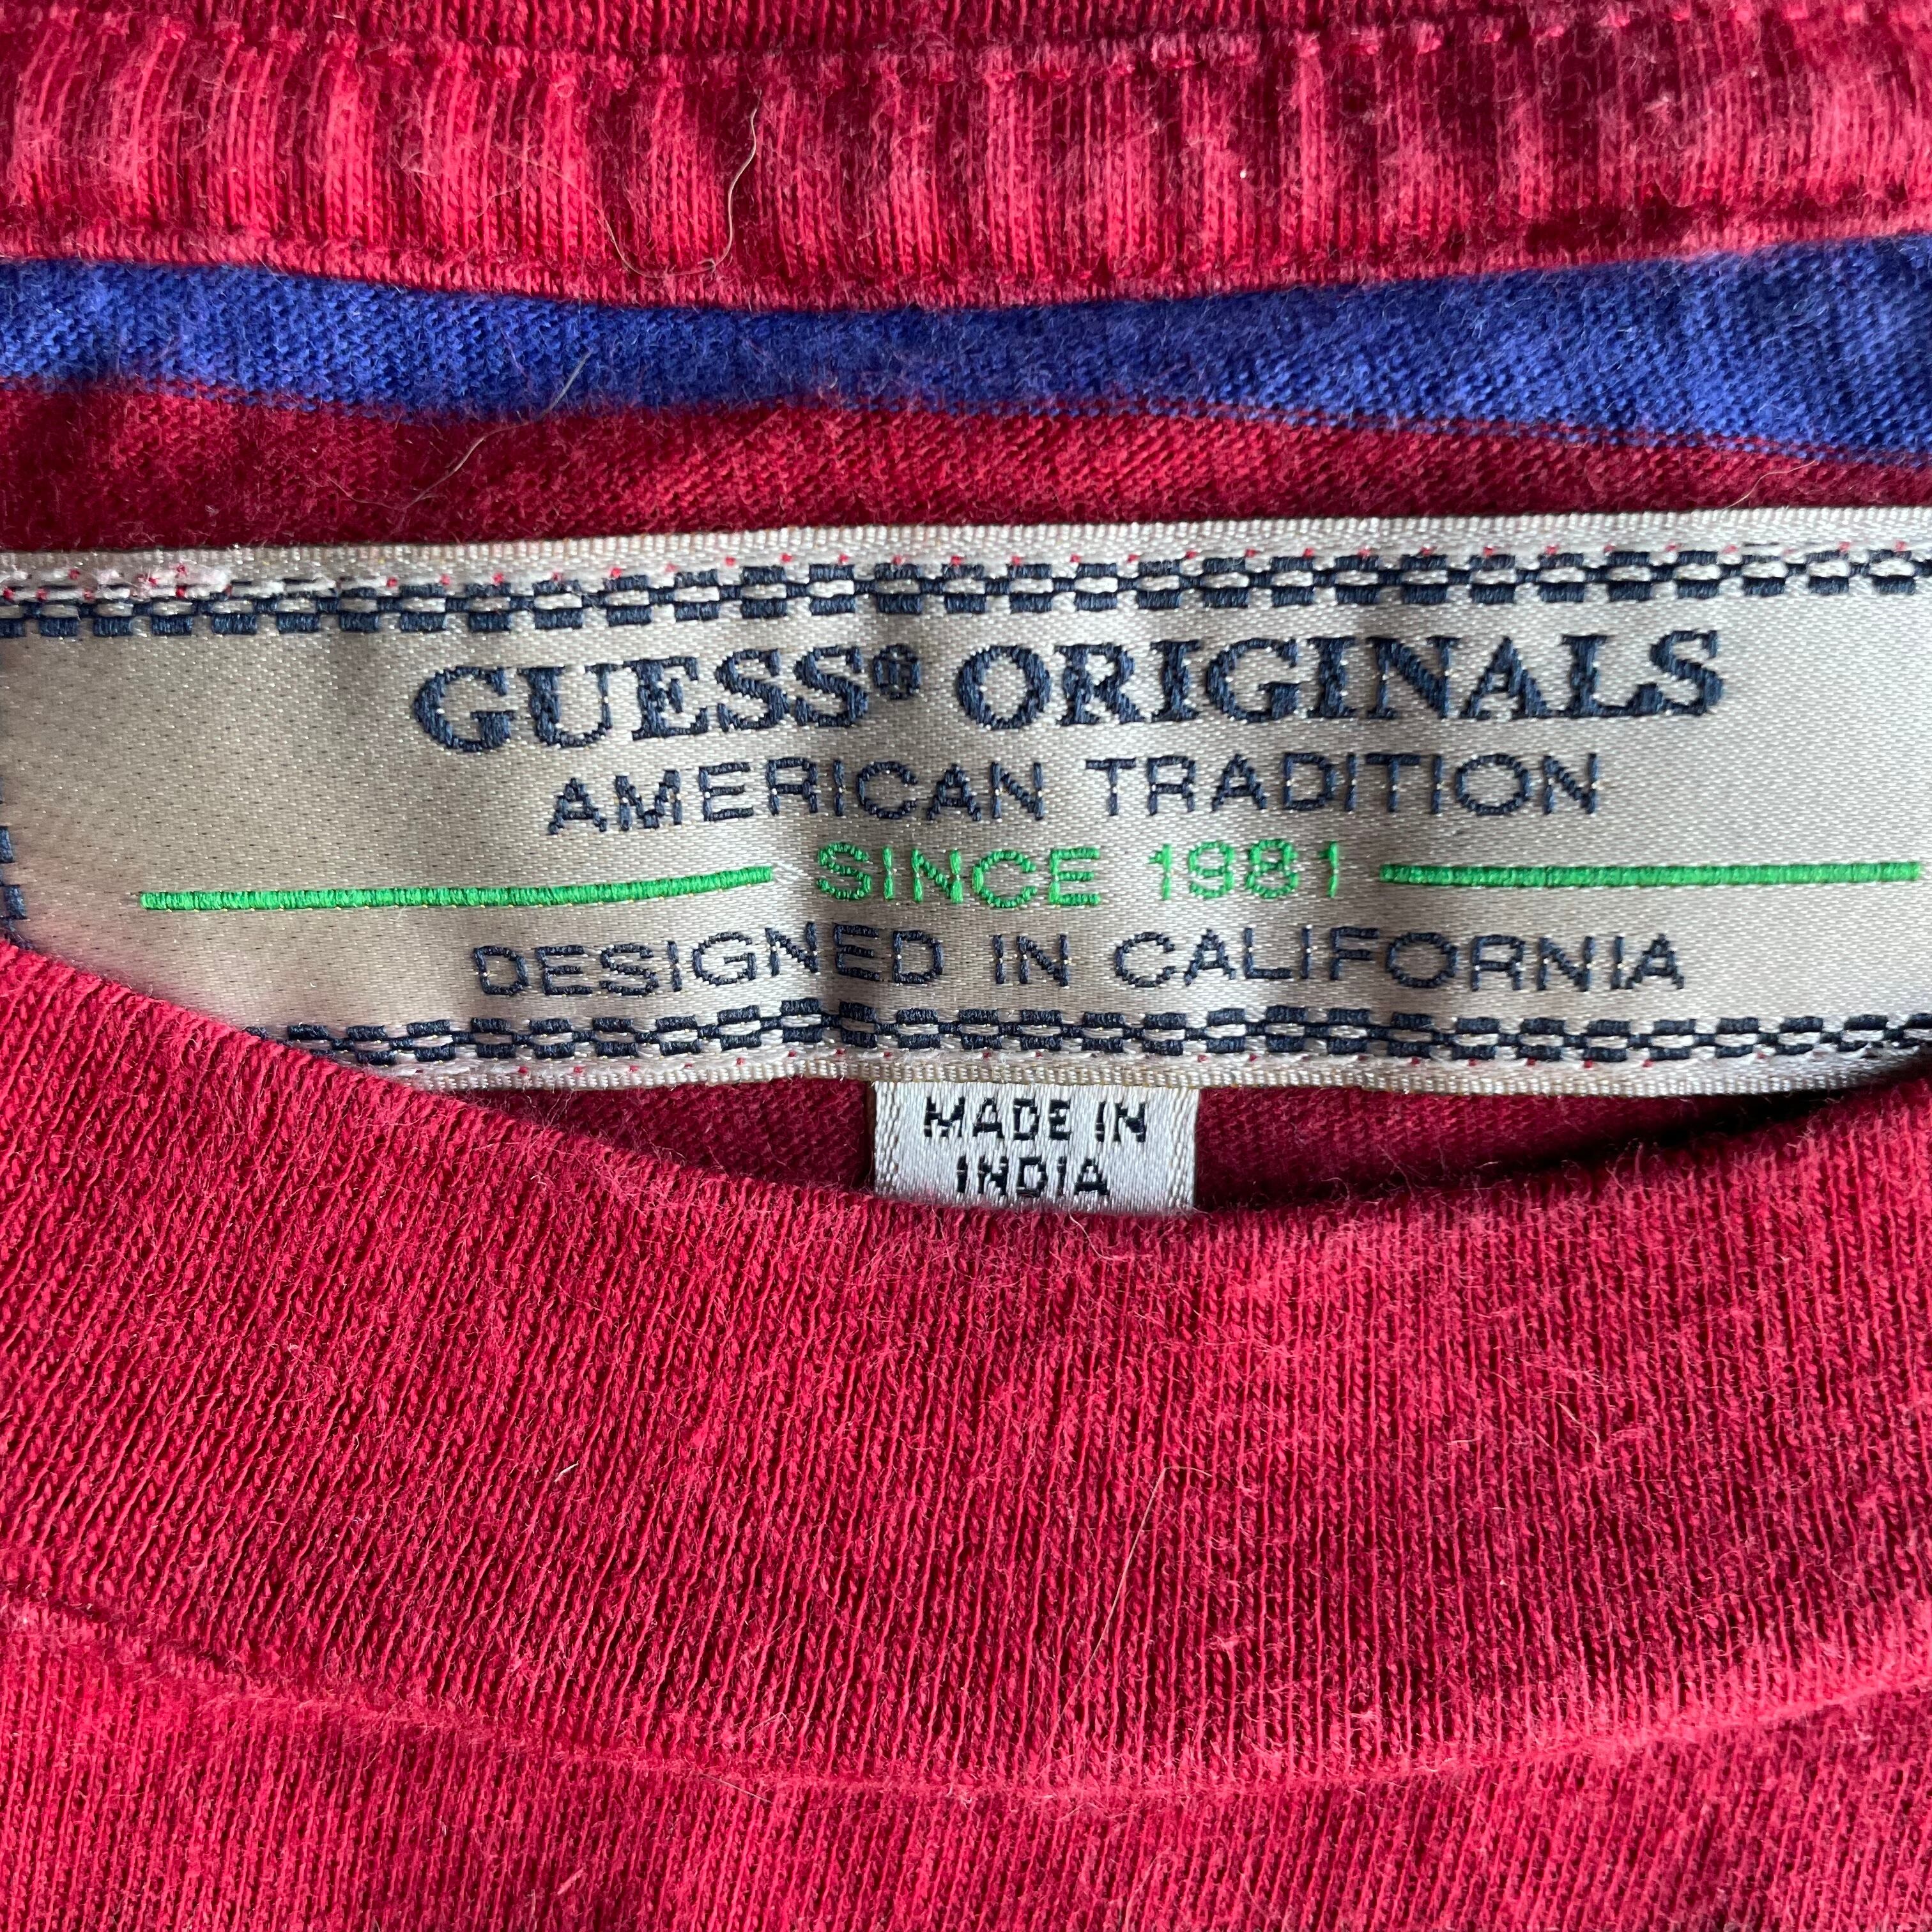 GUESS® ORIGINALS
AMERICAN TRADITION
SINCE 1981
DESIGNED IN CALIFORNIA
MADE IN
INDIA